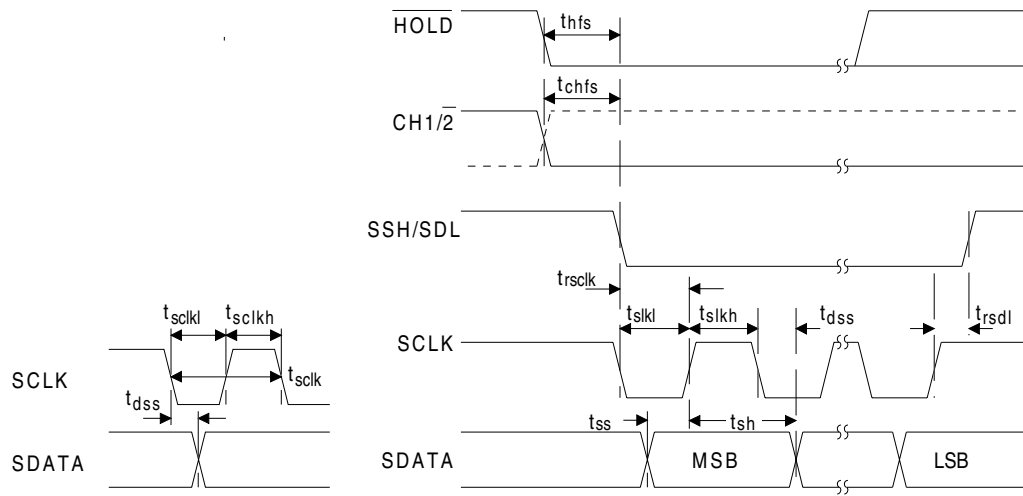 HOLD
thfs
tchfs
CH1/2
SSH/SDL
trsclk
tslkl
tslkh
tdss
trsdl
SCLK
tss
tsh
SDATA
MSB
LSB
tsclkl
tsclkh
SCLK
tsclk
tdss
SDATA